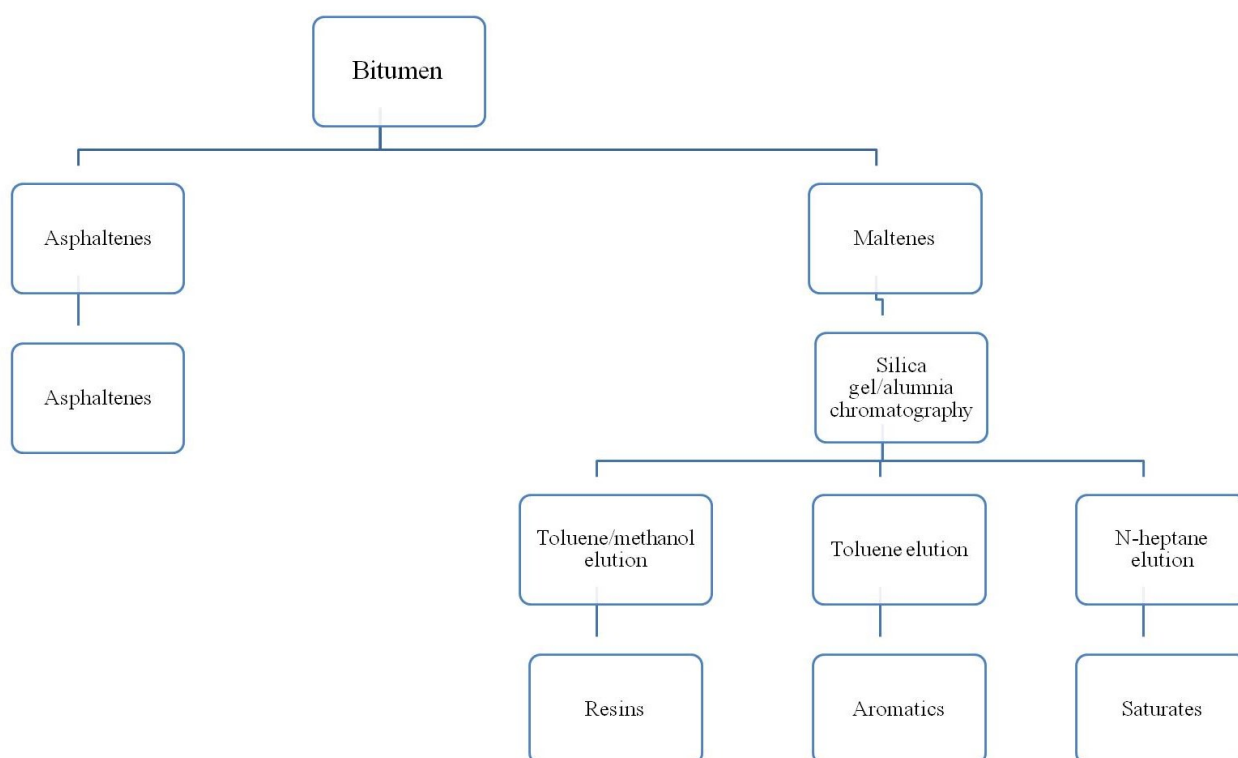 Bitumen
Asphaltenes
Maltenes
Asphaltenes
Silica
gel/alumnia
chromatography
Toluene/methanol
elution
Toluene elution
N-heptane
elution
Resins
Aromatics
Saturates